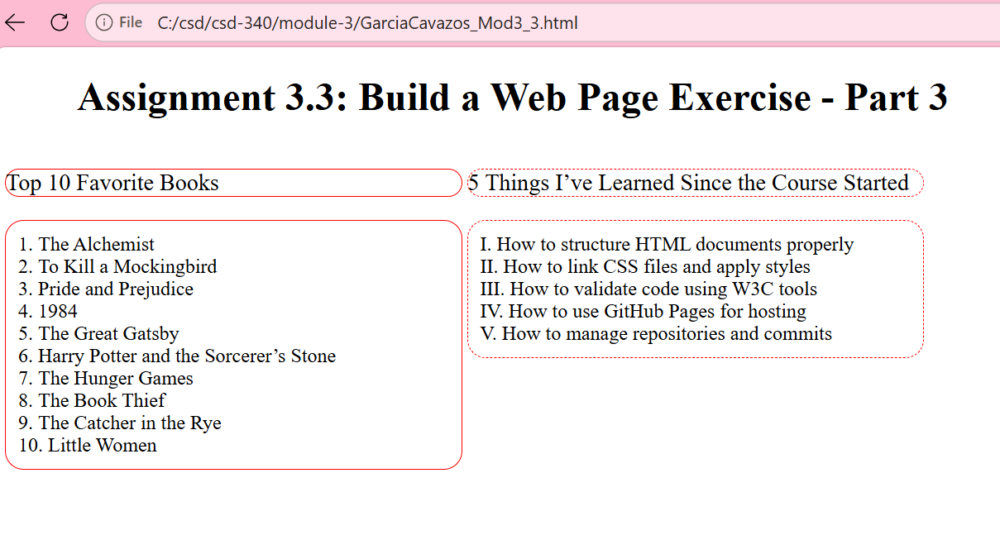 File C:/csd/csd-340/module-3/GarciaCavazos_Mod3_3.html
Assignment 3.3: Build a Web Page Exercise - Part 3
Top 10 Favorite Books
1. The Alchemist
2. To Kill a Mockingbird
3. Pride and Prejudice
4. 1984
5. The Great Gatsby
6. Harry Potter and the Sorcerer’s Stone
7. The Hunger Games
8. The Book Thief
9. The Catcher in the Rye
10. Little Women
5 Things I’ve Learned Since the Course Started
I. How to structure HTML documents properly
II. How to link CSS files and apply styles
III. How to validate code using W3C tools
IV. How to use GitHub Pages for hosting
V. How to manage repositories and commits